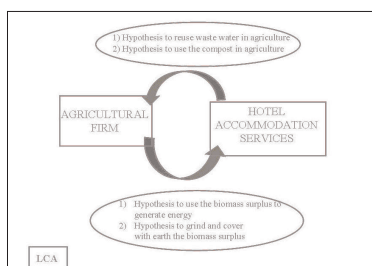 1) Hypothesis to reuse waste water in agriculture
2) Hypothesis to use the compost in agriculture
AGRICULTURAL
FIRM
HOTEL
ACCOMMODATION
SERVICES
1) Hypothesis to use the biomass surplus to
generate energy
2) Hypothesis to grind and cover
with earth the biomass surplus
LCA